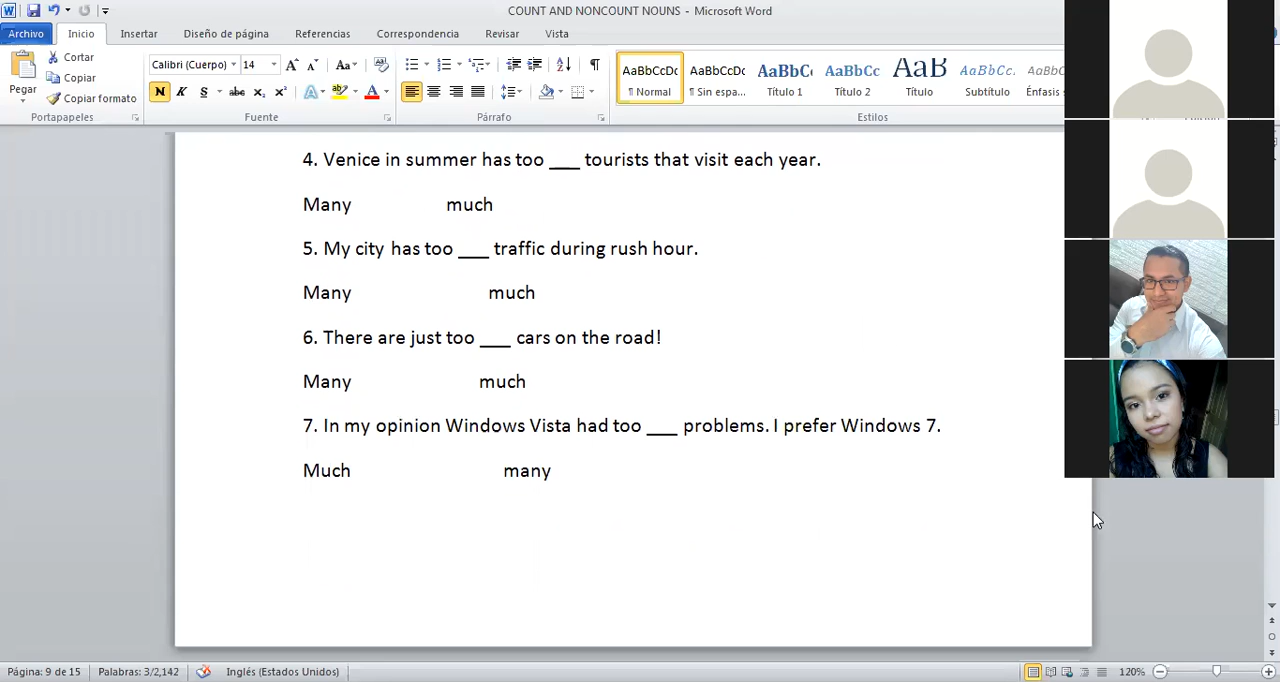 COUNT AND NONCOUNT NOUNS - Microsoft Word
Archivo Inicio Insertar Diseño de página Referencias Correspondencia Revisar Vista
Pegar
Cortar
Copiar
Copiar formato
Portapapeles
Calibri (Cuerpo) 14
Fuente
Párrafo
AaBbCcDc AaBbCcDc AaBbC AaBbCc AaB AaBbCc. AaBbCc
¶ Normal ¶ Sin espa... Título 1 Título 2 Título Subtítulo Énfasis
Estilos
4. Venice in summer has too ___ tourists that visit each year.
Many much
5. My city has too ___ traffic during rush hour.
Many much
6. There are just too ___ cars on the road!
Many much
7. In my opinion Windows Vista had too ___ problems. I prefer Windows 7.
Much many
Página: 9 de 15 Palabras: 3/2,142 Inglés (Estados Unidos) 120%